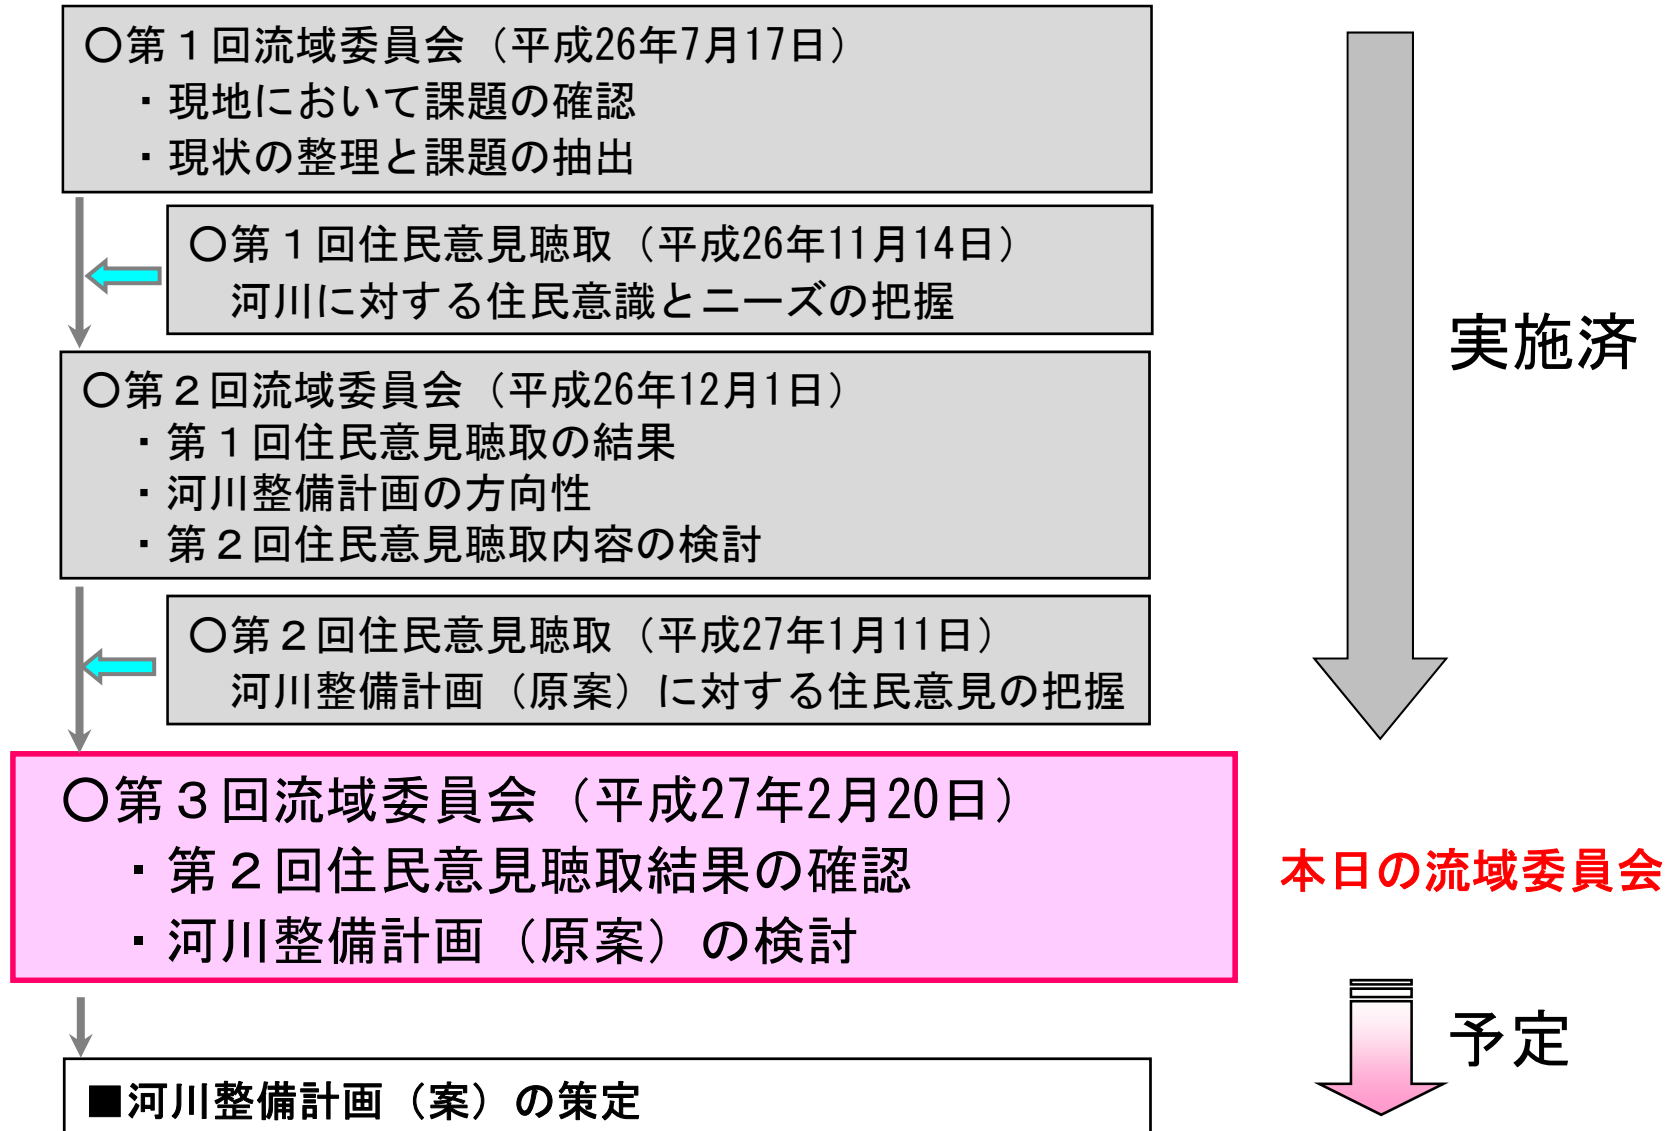 〇第１回流域委員会（平成26年7月17日）
・現地において課題の確認
・現状の整理と課題の抽出
〇第１回住民意見聴取（平成26年11月14日）
河川に対する住民意識とニーズの把握
実施済
〇第２回流域委員会（平成26年12月1日）
・第１回住民意見聴取の結果
・河川整備計画の方向性
・第２回住民意見聴取内容の検討
〇第２回住民意見聴取（平成27年1月11日）
河川整備計画（原案）に対する住民意見の把握
〇第３回流域委員会（平成27年2月20日）
・第２回住民意見聴取結果の確認
・河川整備計画（原案）の検討
本日の流域委員会
予定
■河川整備計画（案）の策定